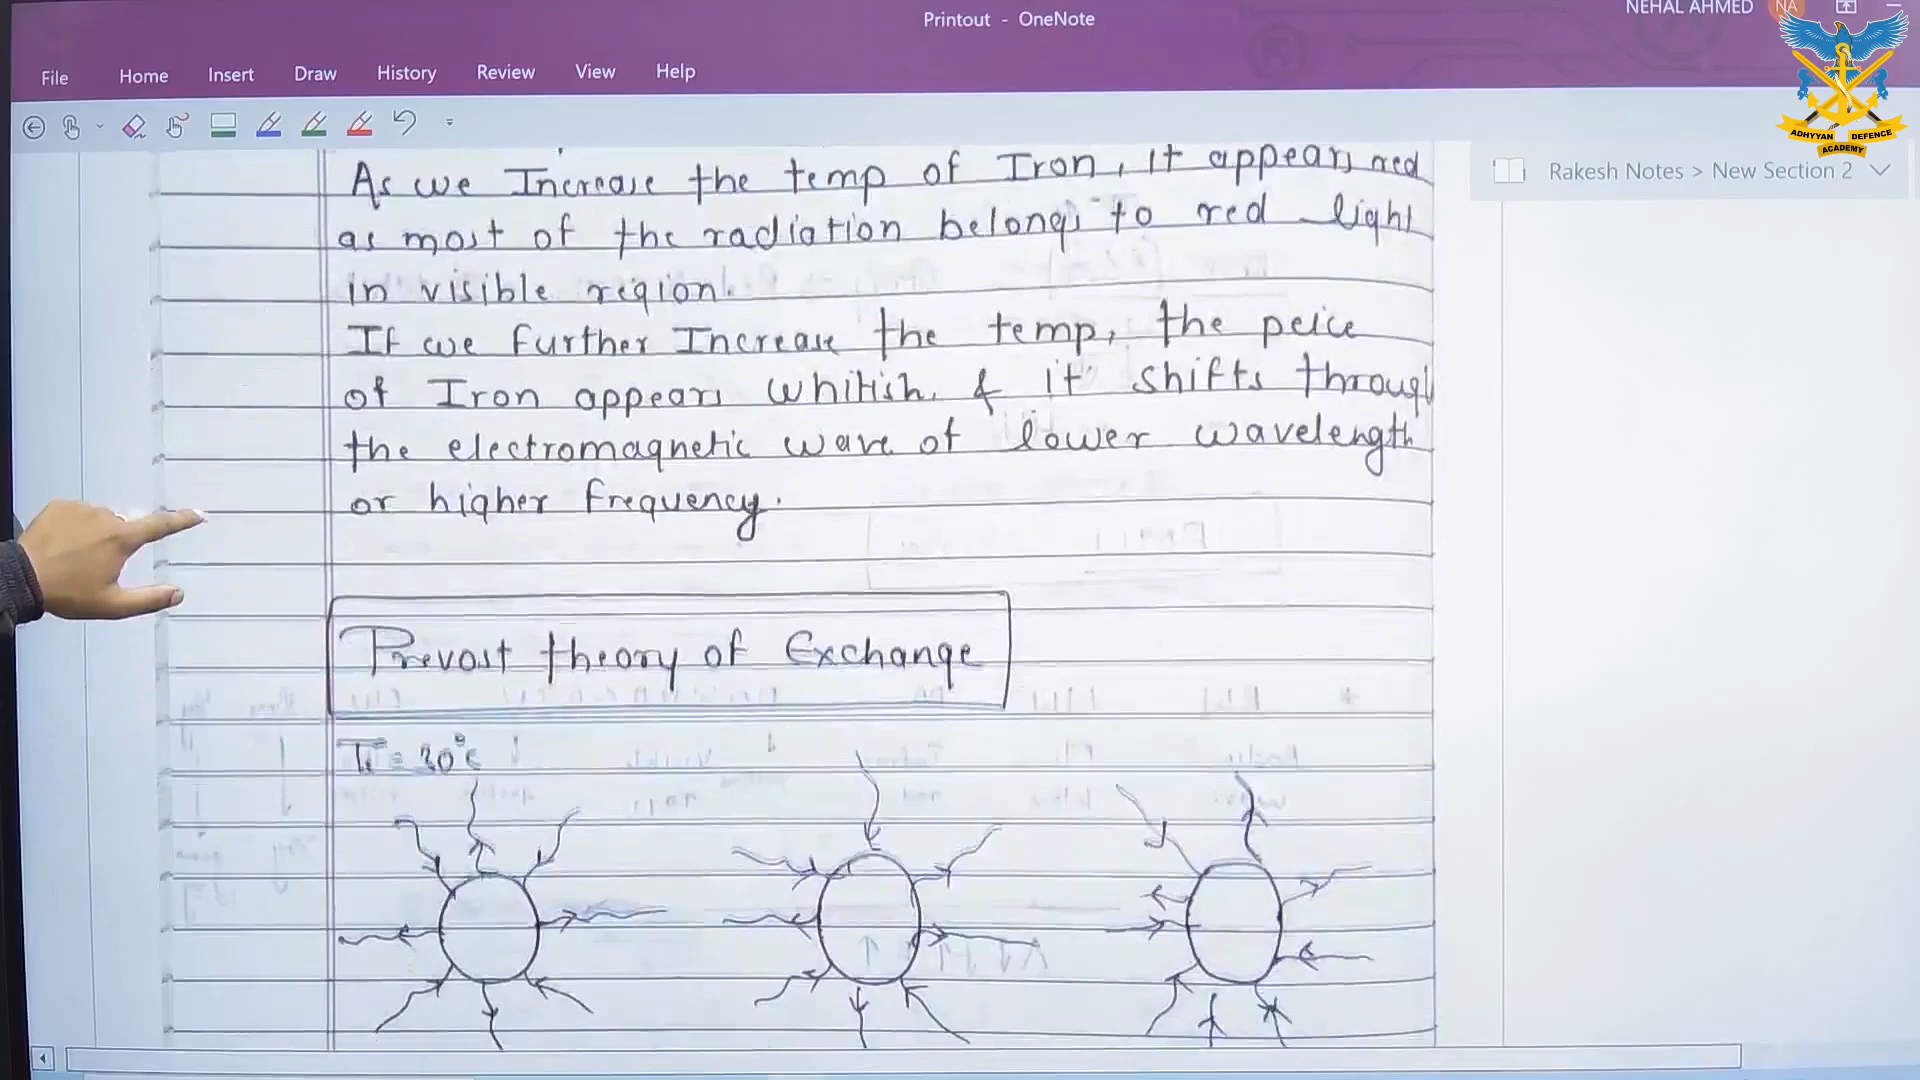 Printout - OneNote
NEHAL AHMED NA
File Home Insert Draw History Review View Help
ADHYYAN DEFENCE
ACADEMY
Rakesh Notes > New Section 2
As we Increase the temp of Iron, it appears red
as most of the radiation belongs to red light
in visible region.
If we further Increase the temp, the peice
of Iron appears whitish & it shifts through
the electromagnetic wave of lower wavelength
or higher frequency.
Prevost theory of Exchange